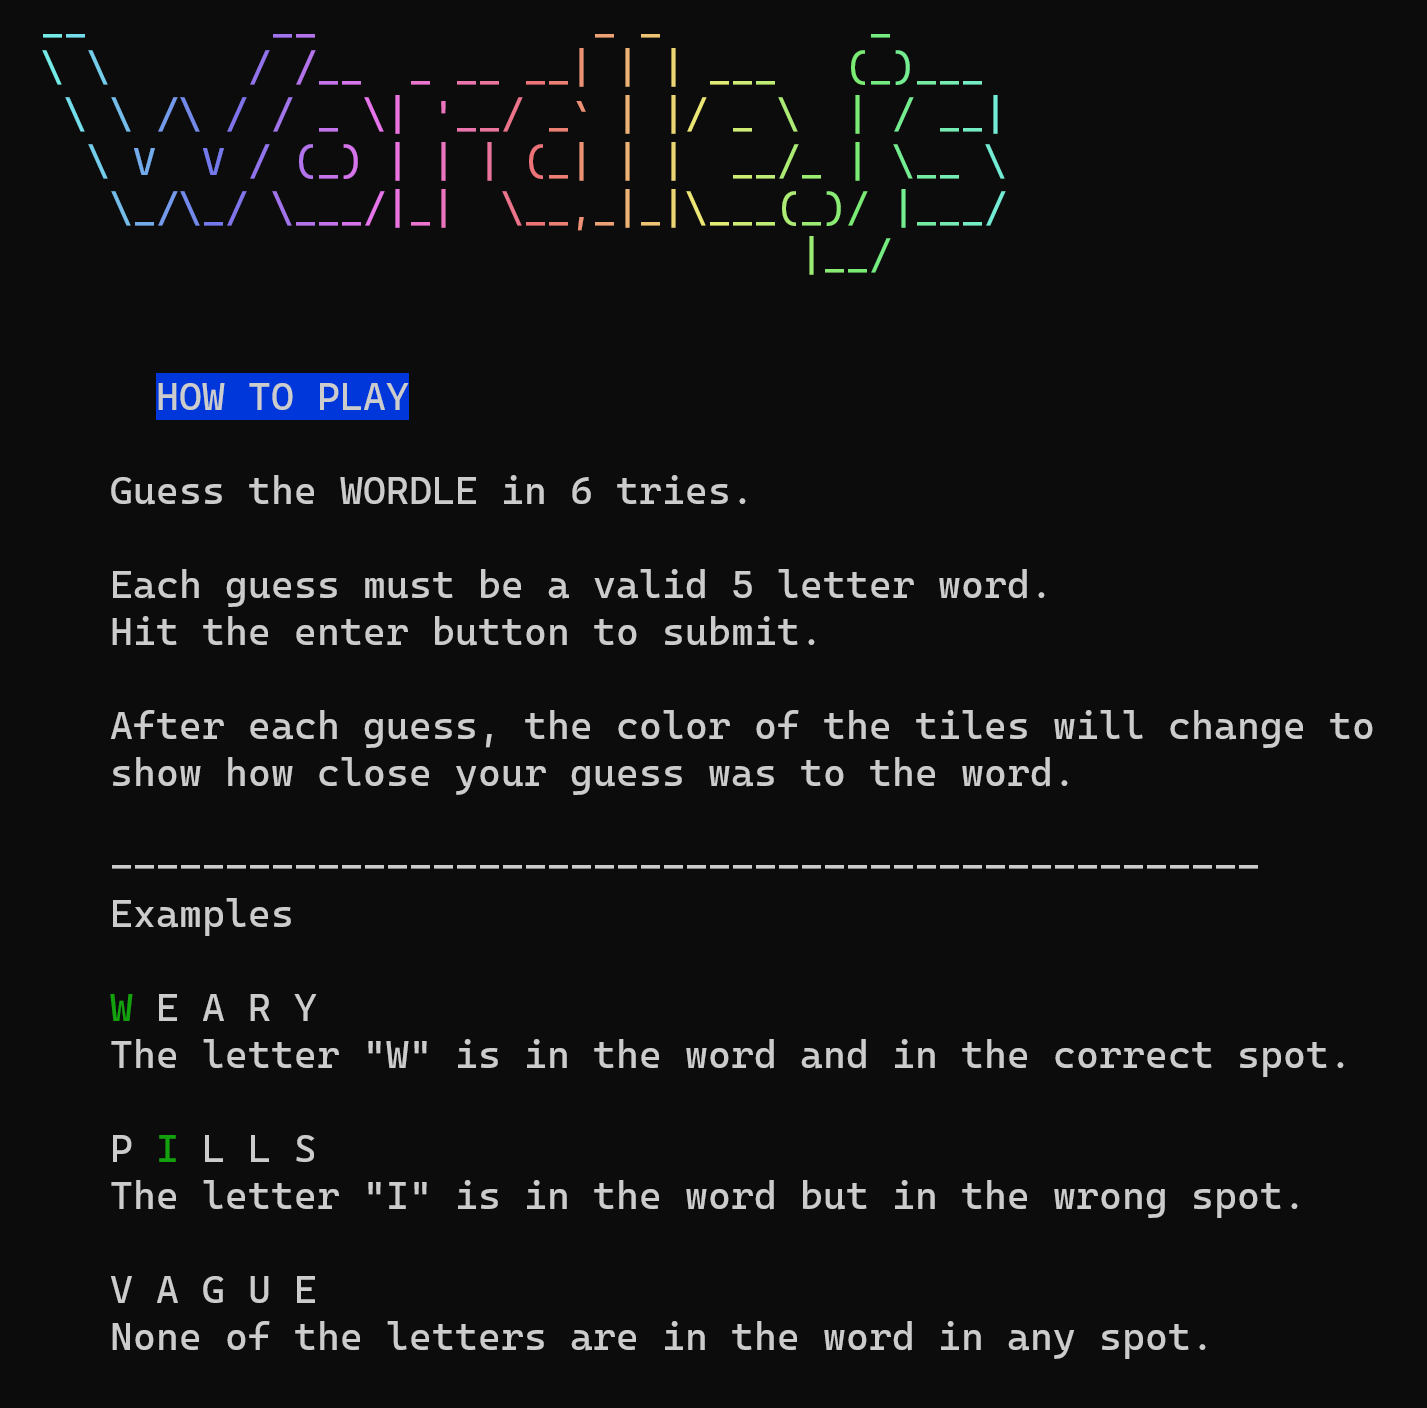 Wordle.js
HOW TO PLAY
Guess the WORDLE in 6 tries.
Each guess must be a valid 5 letter word.
Hit the enter button to submit.
After each guess, the color of the tiles will change to
show how close your guess was to the word.
--------------------------------------------------
Examples
W E A R Y
The letter "W" is in the word and in the correct spot.
P I L L S
The letter "I" is in the word but in the wrong spot.
V A G U E
None of the letters are in the word in any spot.